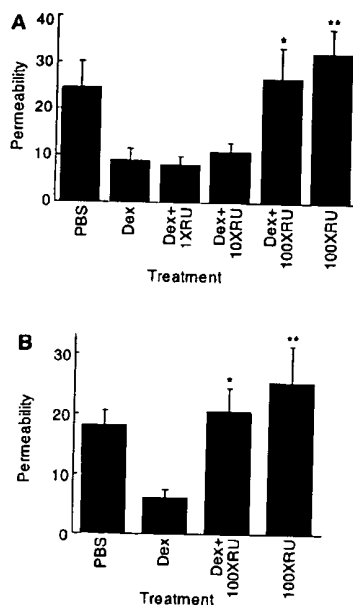 A
Permeability
40
30
20
10
0
*
**
PBS
Dex
Dex+
1XRU
Dex+
10XRU
Dex+
100XRU
100XRU
Treatment
B
Permeability
30
20
10
0
*
**
PBS
Dex
Dex+
100XRU
100XRU
Treatment